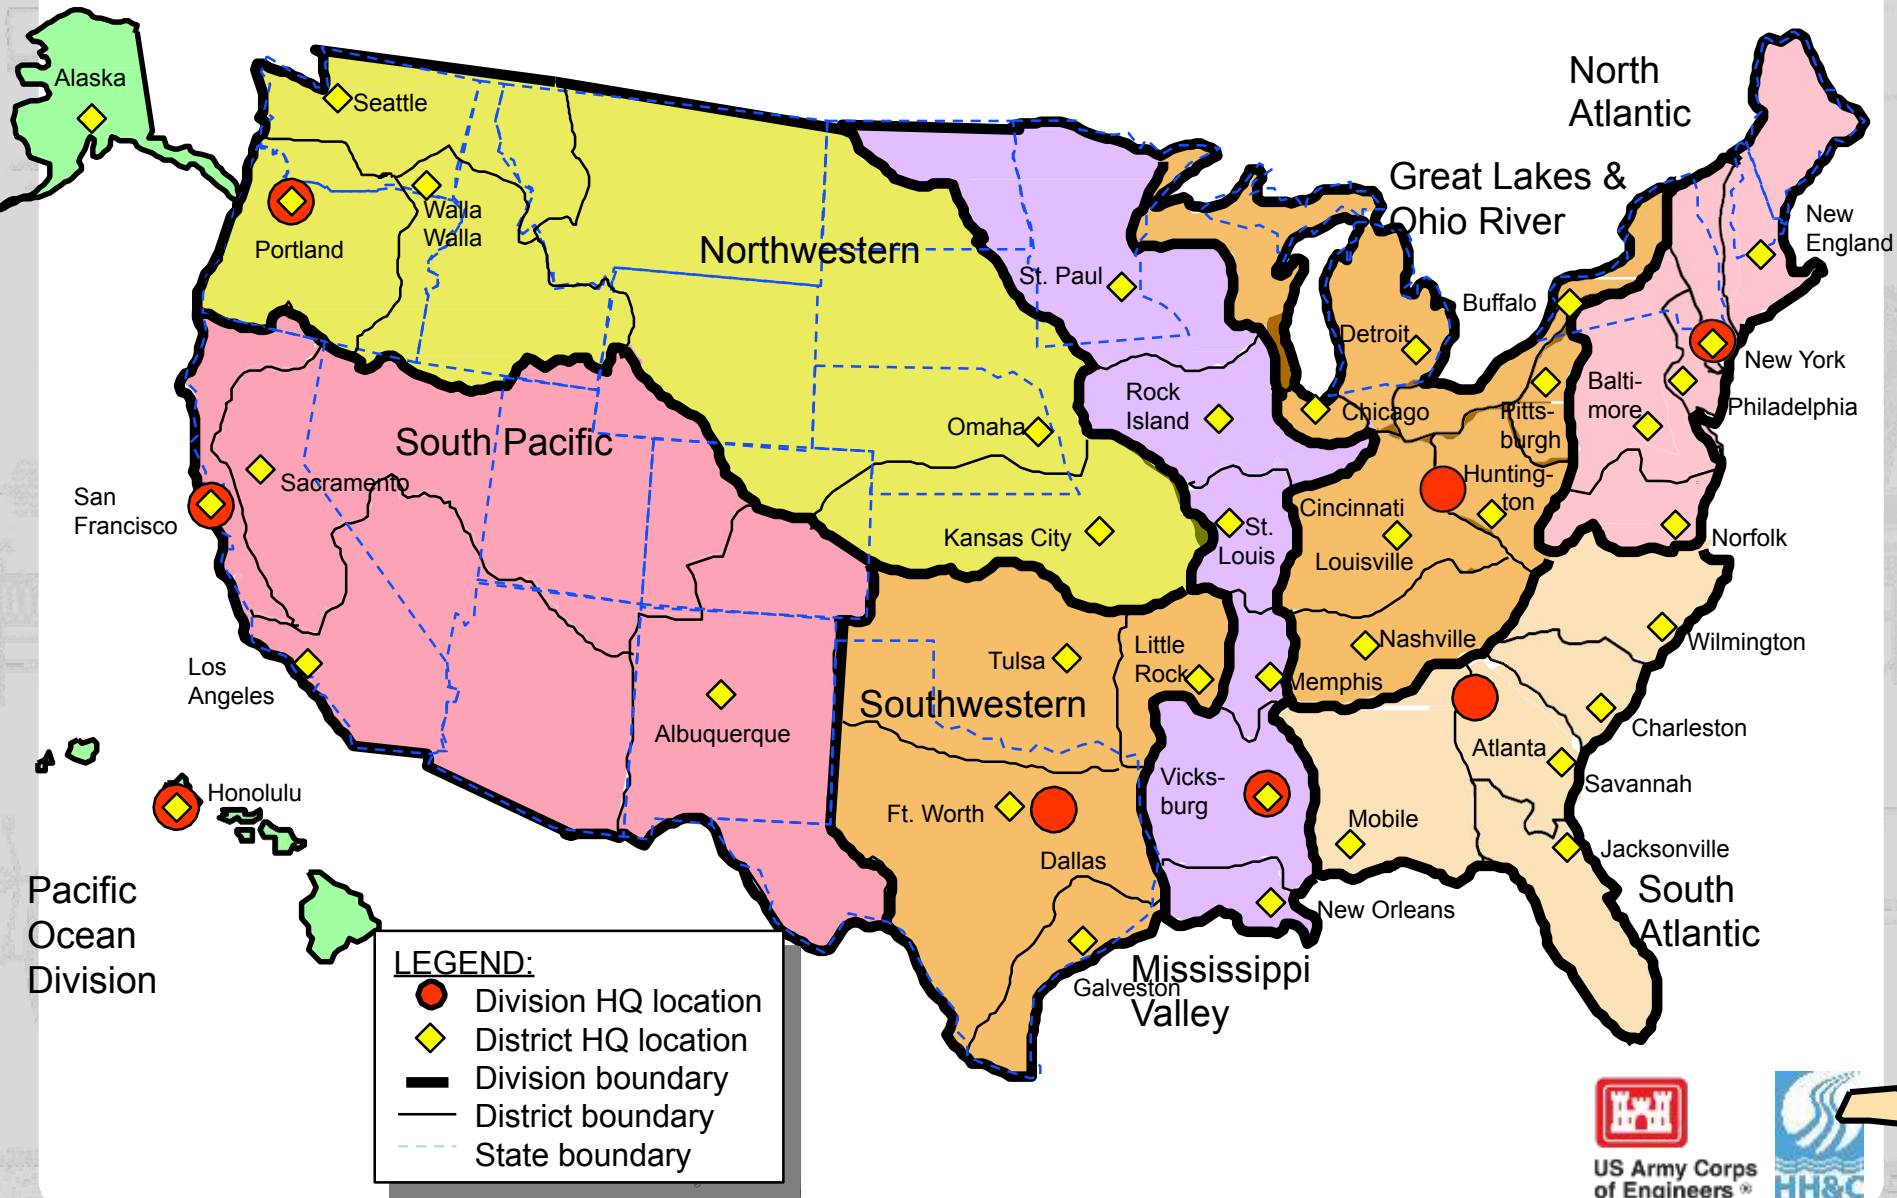 Alaska
Seattle
Walla
Walla
Portland
Northwestern
North
Atlantic
Great Lakes &
Ohio River
New
England
St. Paul
Buffalo
Detroit
New York
Rock
Island
Chicago
Pitts-
burgh
Balti-
more
Philadelphia
Omaha
South Pacific
Sacramento
San
Francisco
Kansas City
St.
Louis
Cincinnati
Hunting-
ton
Louisville
Norfolk
Los
Angeles
Albuquerque
Tulsa
Little
Rock
Southwestern
Nashville
Memphis
Wilmington
Charleston
Atlanta
Savannah
Honolulu
Ft. Worth
Dallas
Vicks-
burg
Mobile
Jacksonville
South
Atlantic
New Orleans
Galveston
Mississippi
Valley
Pacific
Ocean
Division
LEGEND:
Division HQ location
District HQ location
Division boundary
District boundary
State boundary
US Army Corps
of Engineers ®
HH&C